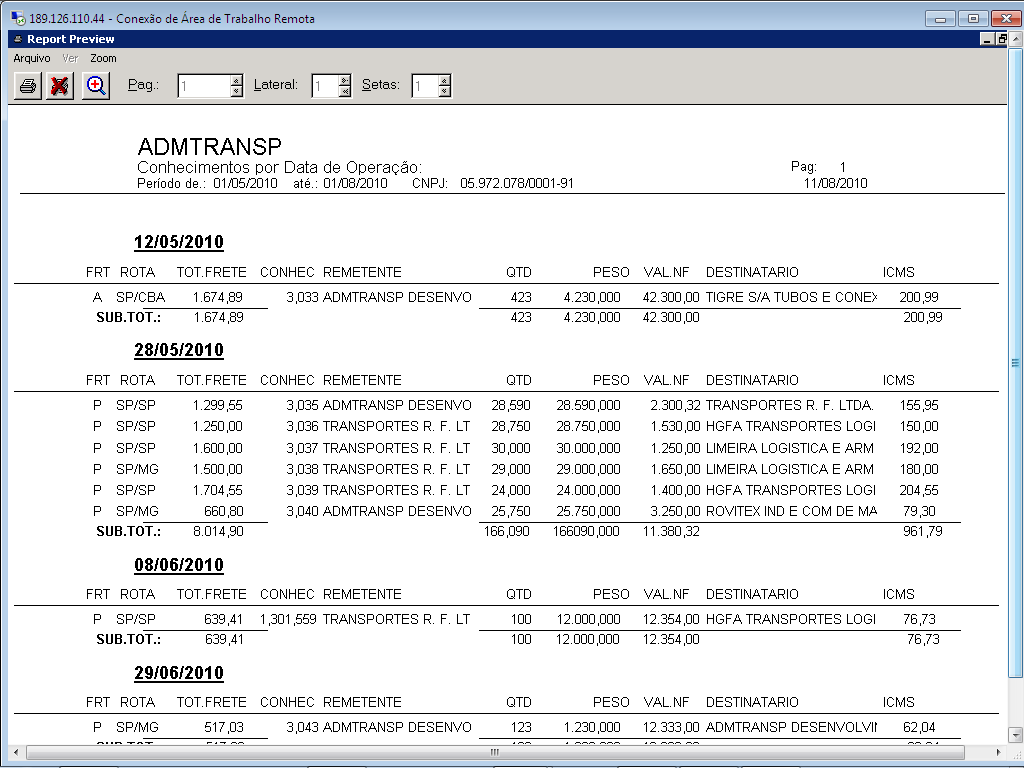 189.126.110.44 - Conexão de Área de Trabalho Remota
Report Preview
Arquivo Ver Zoom
Pag.: 1 Lateral: 1 Setas: 1
ADMTRANSP
Conhecimentos por Data de Operação:
Pag: 1
Período de.: 01/05/2010 até.: 01/08/2010 CNPJ: 05.972.078/0001-91 11/08/2010
12/05/2010
FRT ROTA TOT.FRETE CONHEC REMETENTE QTD PESO VAL.NF DESTINATARIO ICMS
A SP/CBA 1.674,89 3,033 ADMTRANSP DESENVO 423 4.230,000 42.300,00 TIGRE S/A TUBOS E CONEX 200,99
SUB.TOT.: 1.674,89 423 4.230,000 42.300,00 200,99
28/05/2010
FRT ROTA TOT.FRETE CONHEC REMETENTE QTD PESO VAL.NF DESTINATARIO ICMS
P SP/SP 1.299,55 3,035 ADMTRANSP DESENVO 28,590 28.590,000 2.300,32 TRANSPORTES R. F. LTDA. 155,95
P SP/SP 1.250,00 3,036 TRANSPORTES R. F. LT 28,750 28.750,000 1.530,00 HGFA TRANSPORTES LOGI 150,00
P SP/SP 1.600,00 3,037 TRANSPORTES R. F. LT 30,000 30.000,000 1.250,00 LIMEIRA LOGISTICA E ARM 192,00
P SP/MG 1.500,00 3,038 TRANSPORTES R. F. LT 29,000 29.000,000 1.650,00 LIMEIRA LOGISTICA E ARM 180,00
P SP/SP 1.704,55 3,039 TRANSPORTES R. F. LT 24,000 24.000,000 1.400,00 HGFA TRANSPORTES LOGI 204,55
P SP/MG 660,80 3,040 ADMTRANSP DESENVO 25,750 25.750,000 3.250,00 ROVITEX IND E COM DE MA 79,30
SUB.TOT.: 8.014,90 166,090 166090,000 11.380,32 961,79
08/06/2010
FRT ROTA TOT.FRETE CONHEC REMETENTE QTD PESO VAL.NF DESTINATARIO ICMS
P SP/SP 639,41 1,301,559 TRANSPORTES R. F. LT 100 12.000,000 12.354,00 HGFA TRANSPORTES LOGI 76,73
SUB.TOT.: 639,41 100 12.000,000 12.354,00 76,73
29/06/2010
FRT ROTA TOT.FRETE CONHEC REMETENTE QTD PESO VAL.NF DESTINATARIO ICMS
P SP/MG 517,03 3,043 ADMTRANSP DESENVO 123 1.230,000 12.333,00 ADMTRANSP DESENVOLVI 62,04